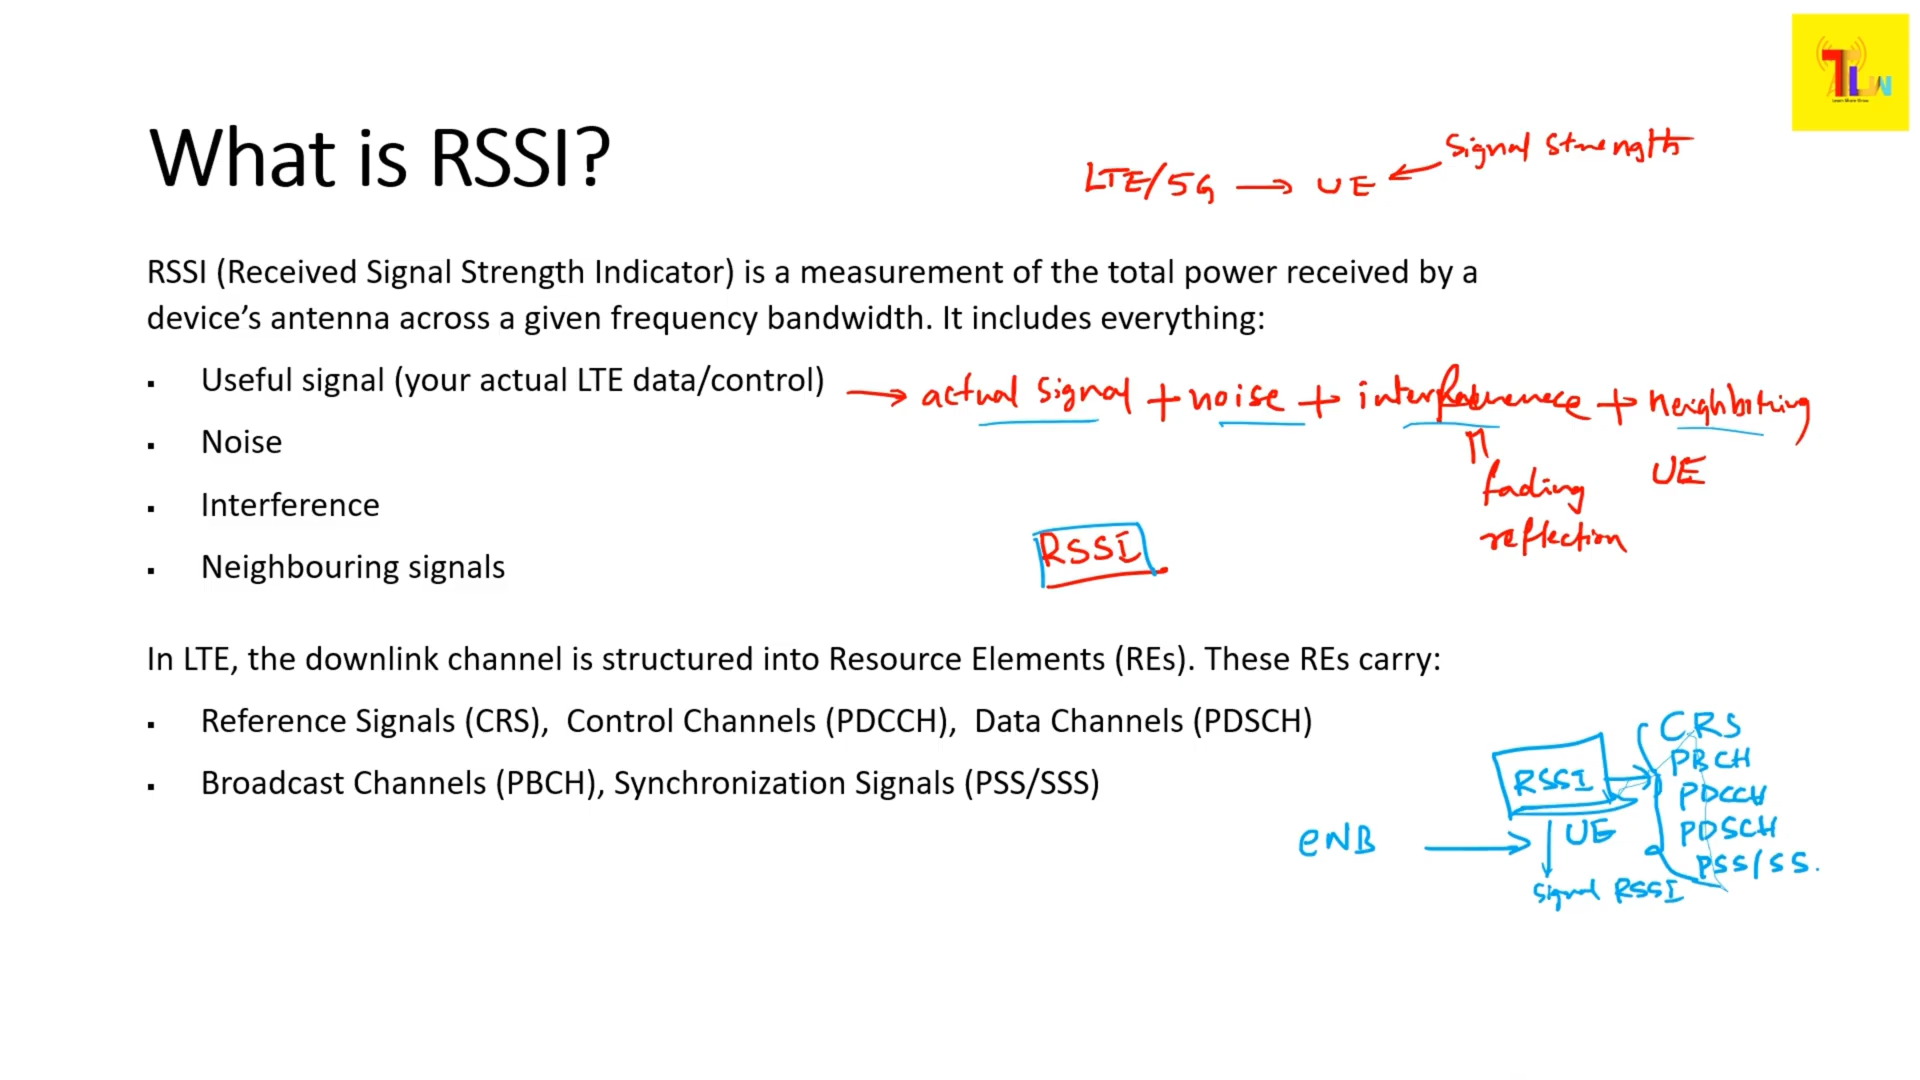 TLW
Learn Share Grow
What is RSSI?
LTE/5G → UE ← Signal Strength
RSSI (Received Signal Strength Indicator) is a measurement of the total power received by a
device’s antenna across a given frequency bandwidth. It includes everything:
▪ Useful signal (your actual LTE data/control)
→ actual signal + noise + interference + neighboring
UE
▪ Noise
fading
reflection
▪ Interference
RSSI
▪ Neighbouring signals
In LTE, the downlink channel is structured into Resource Elements (REs). These REs carry:
▪ Reference Signals (CRS), Control Channels (PDCCH), Data Channels (PDSCH)
▪ Broadcast Channels (PBCH), Synchronization Signals (PSS/SSS)
RSSI →
CRS
PBCH
PDCCH
PDSCH
PSS/SS.
eNB → UE
Signal RSSI